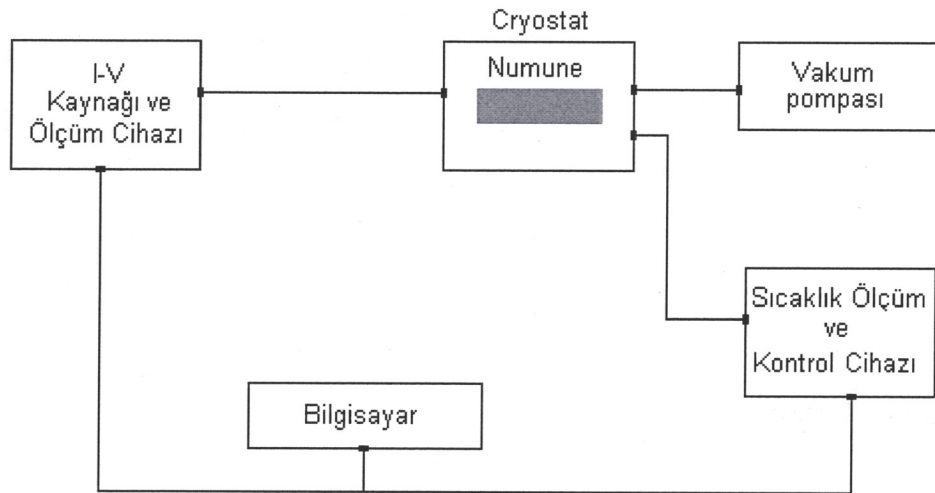 Cryostat
I-V
Kaynağı ve
Ölçüm Cihazı
Numune
Vakum
pompası
Sıcaklık Ölçüm
ve
Kontrol Cihazı
Bilgisayar